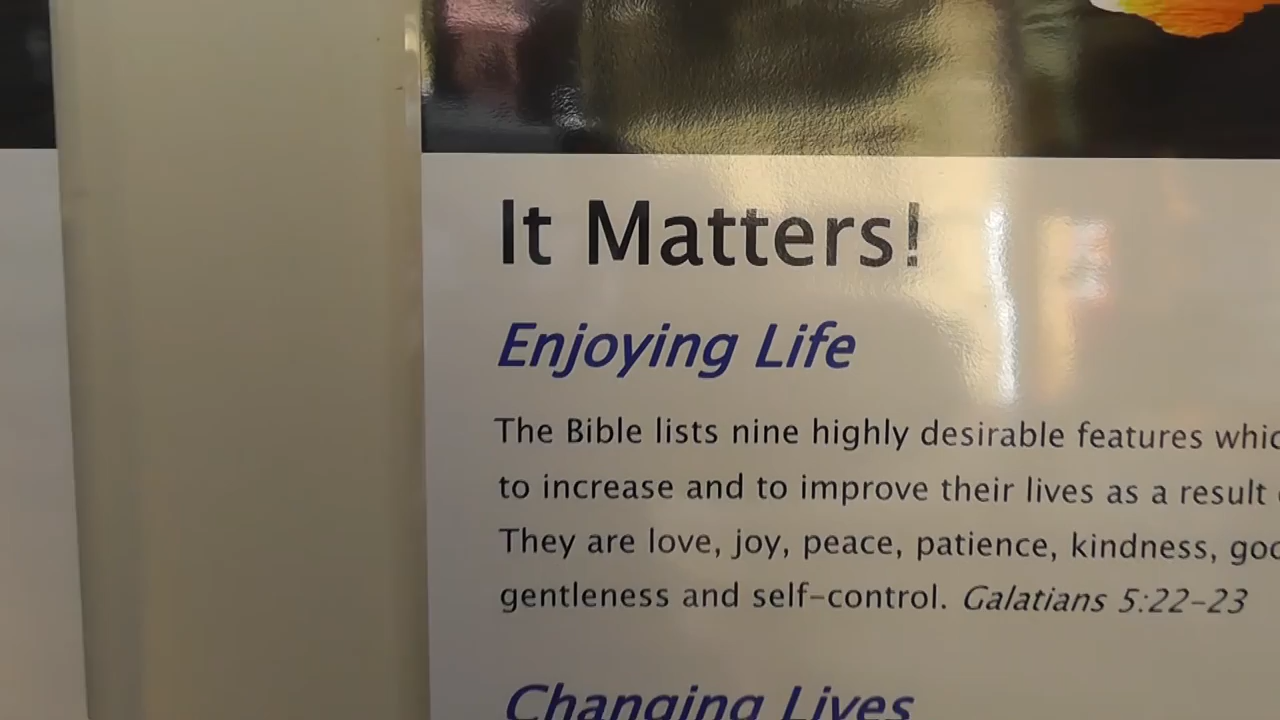 It Matters!
Enjoying Life
The Bible lists nine highly desirable features
to increase and to improve their lives as a result
They are love, joy, peace, patience, kindness,
gentleness and self-control. Galatians 5:22-23
Changing Lives